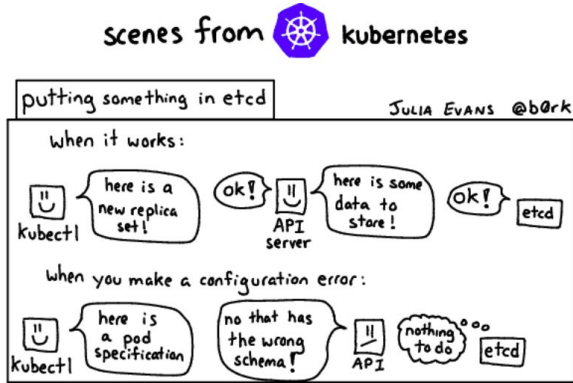 scenes from kubernetes
putting something in etcd
JULIA EVANS @b0rk
when it works:
here is a
new replica
set!
kubectl
ok!
API
server
here is some
data to
store!
ok!
etcd
when you make a configuration error:
here is
a pod
specification
kubectl
no that has
the wrong
schema!
API
nothing
to do
etcd